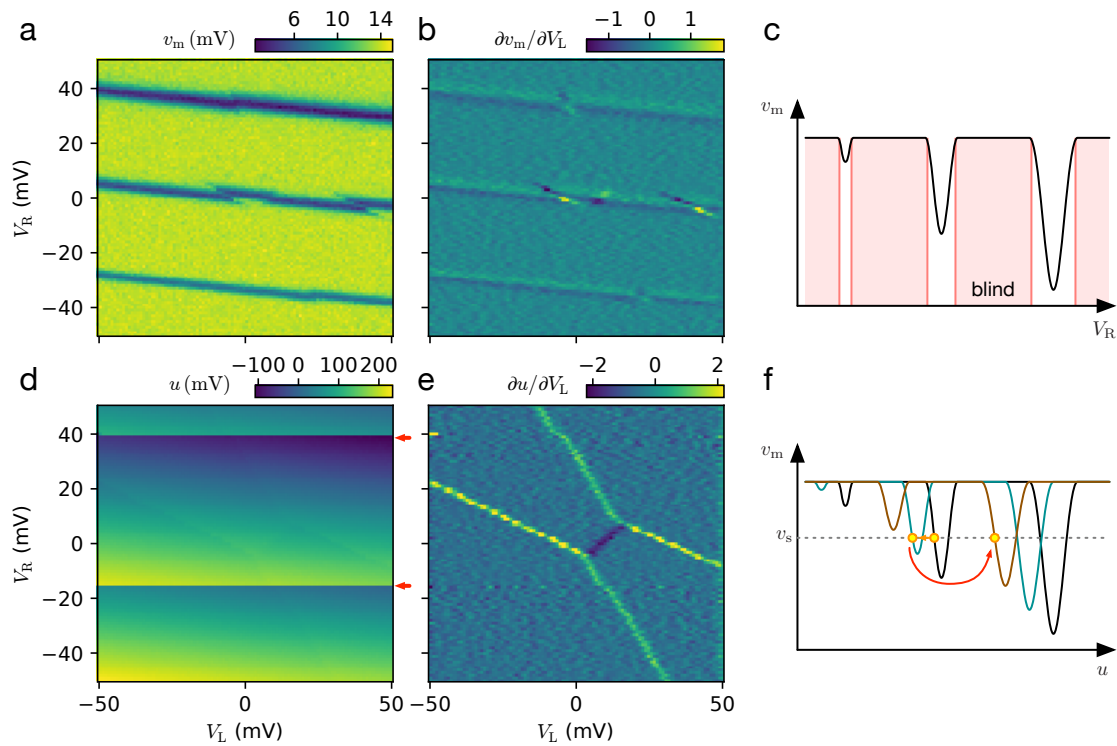 a
v_m (mV)
6 10 14
40
20
0
−20
−40
V_R (mV)
b
∂v_m/∂V_L
−1 0 1
c
v_m
blind
V_R
d
u (mV)
−100 0 100 200
40
20
0
−20
−40
V_R (mV)
−50 0 50
V_L (mV)
e
∂u/∂V_L
−2 0 2
−50 0 50
V_L (mV)
f
v_m
v_s
u